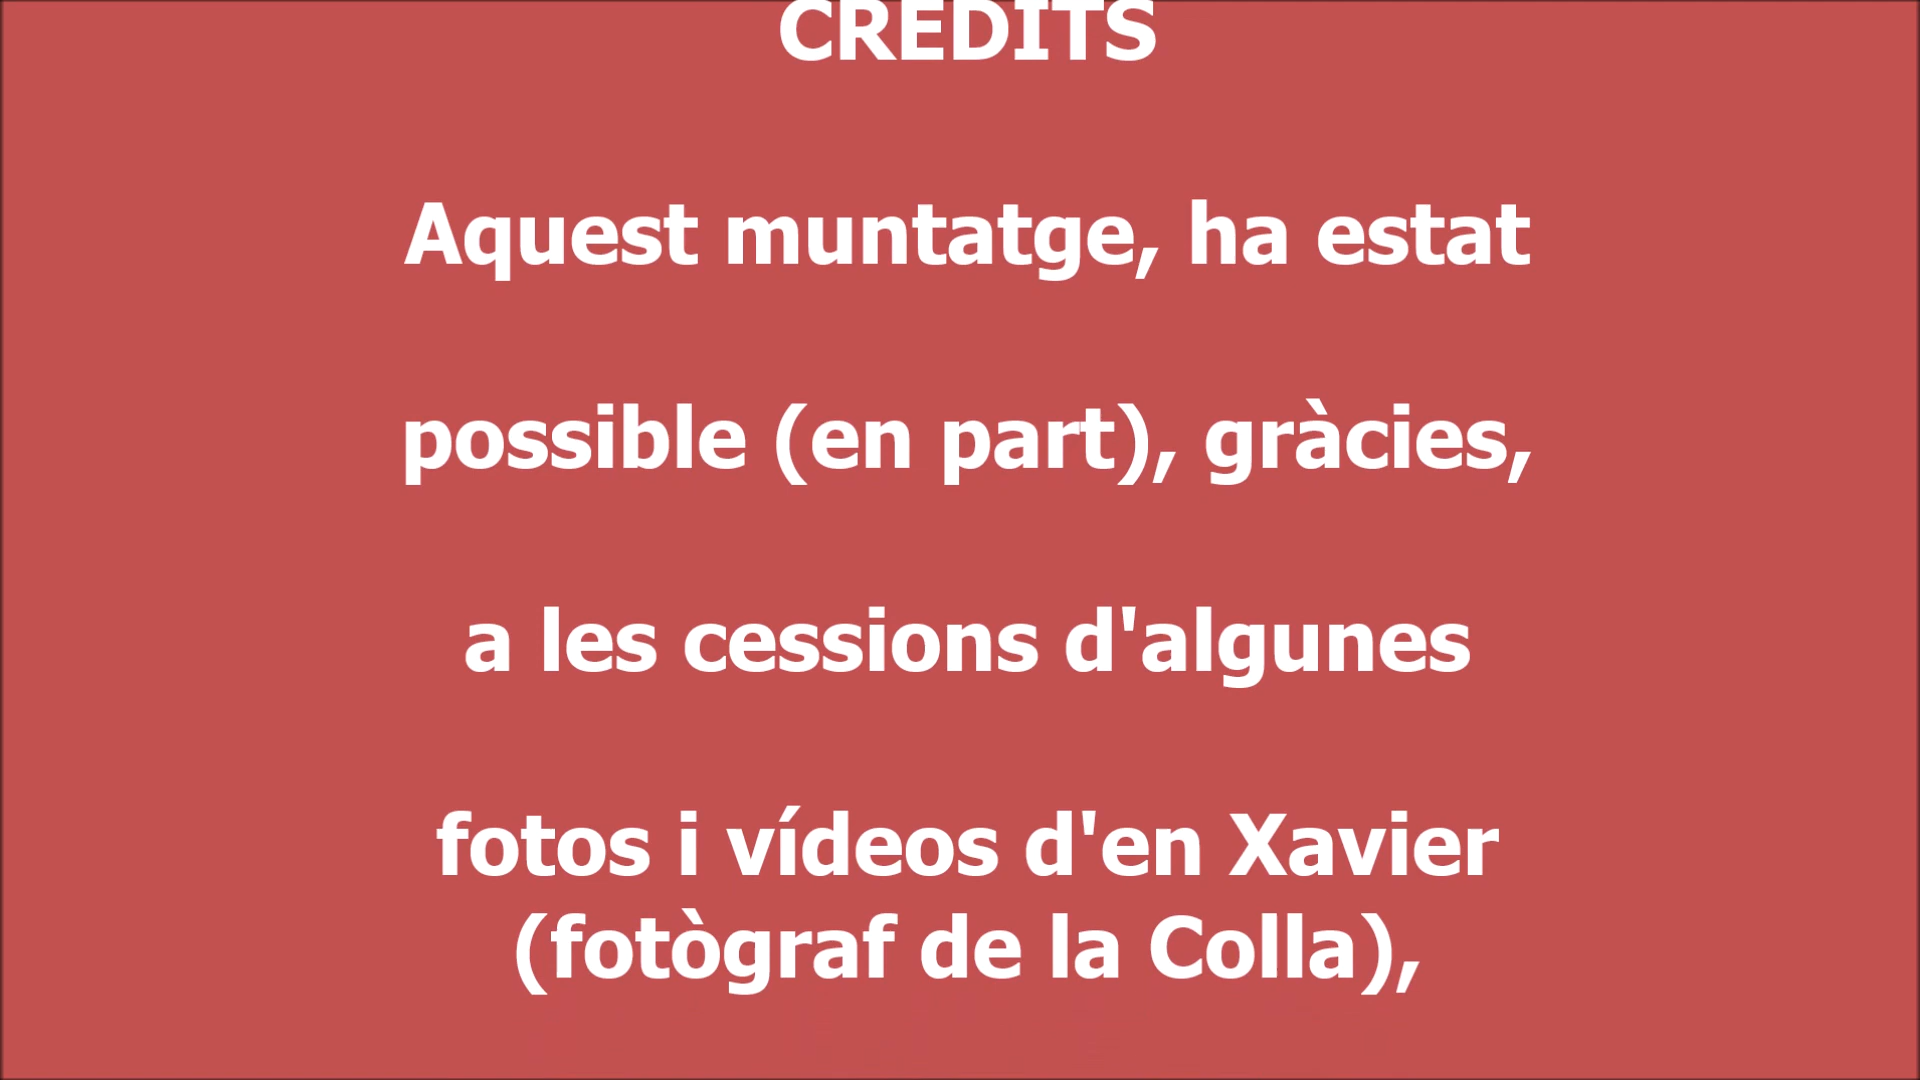 CREDITS
Aquest muntatge, ha estat
possible (en part), gràcies,
a les cessions d'algunes
fotos i vídeos d'en Xavier
(fotògraf de la Colla),